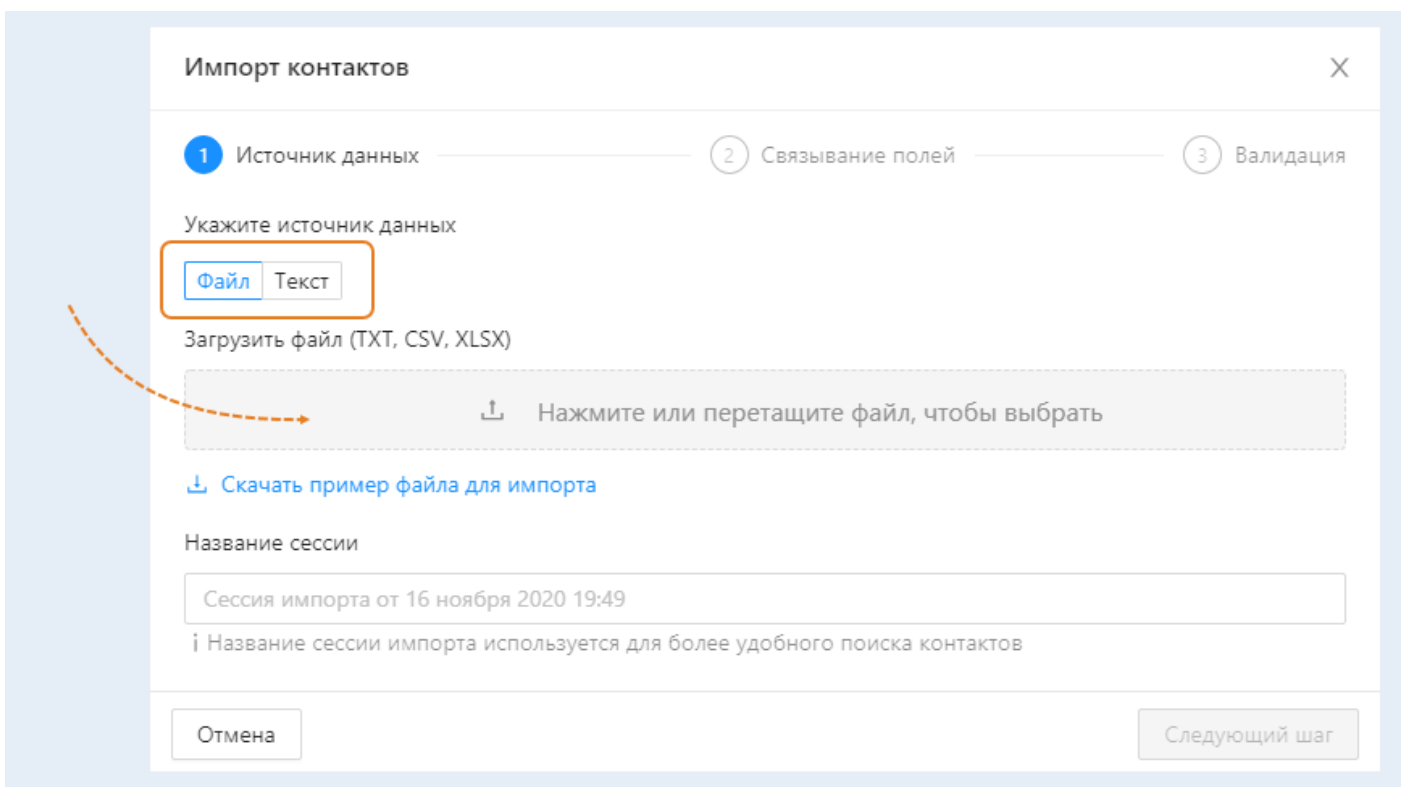 Импорт контактов
1 Источник данных 2 Связывание полей 3 Валидация
Укажите источник данных
Файл Текст
Загрузить файл (TXT, CSV, XLSX)
Нажмите или перетащите файл, чтобы выбрать
Скачать пример файла для импорта
Название сессии
Сессия импорта от 16 ноября 2020 19:49
i Название сессии импорта используется для более удобного поиска контактов
Отмена Следующий шаг